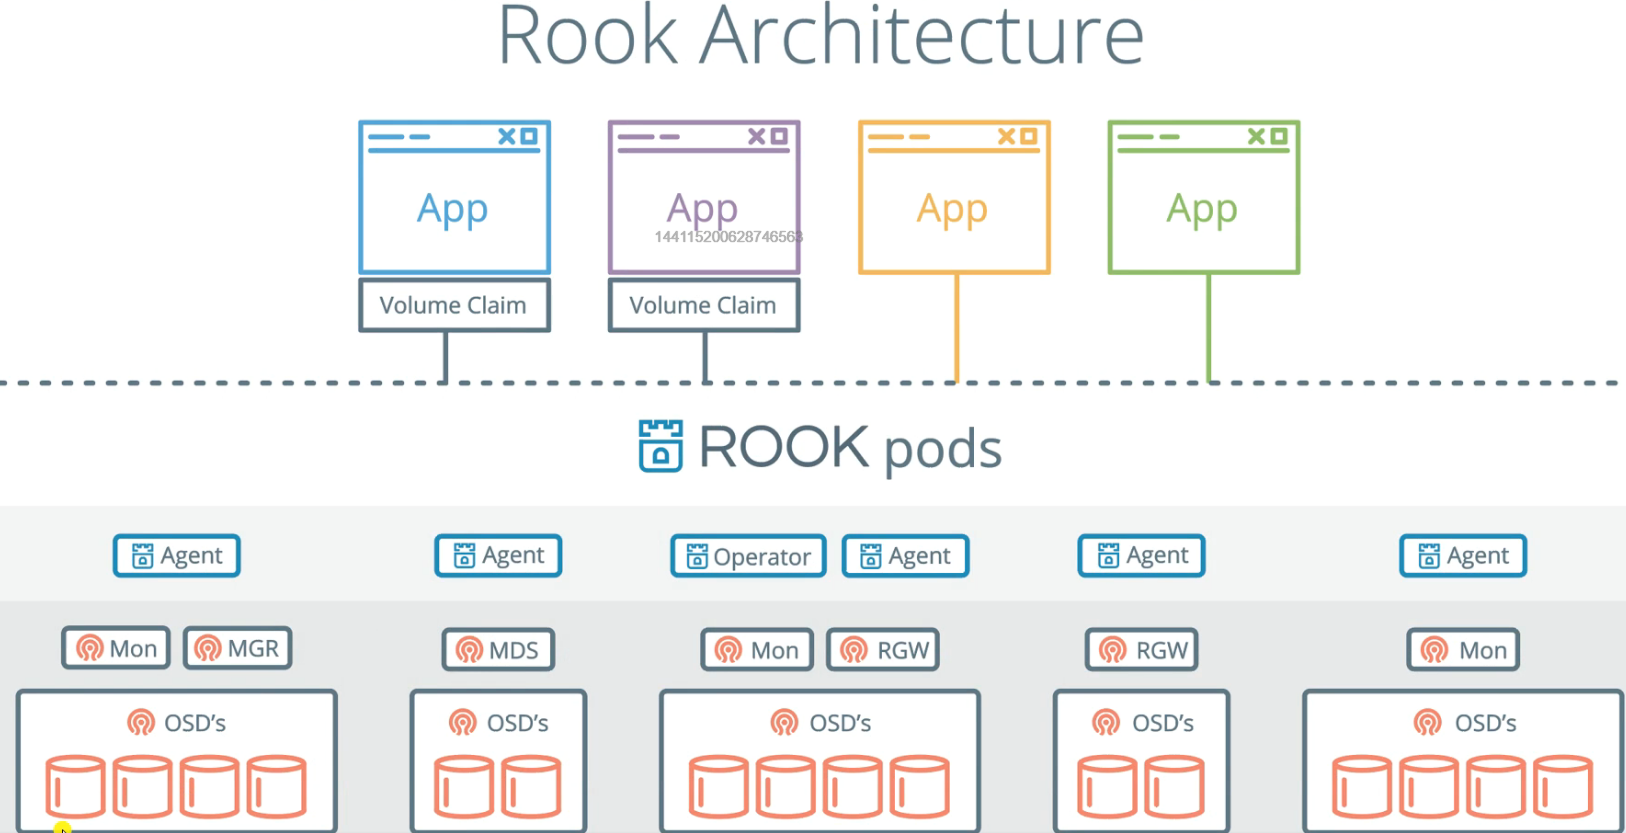 Rook Architecture
App App App App
144115200628746563
Volume Claim Volume Claim
ROOK pods
Agent Agent Operator Agent Agent Agent
Mon MGR MDS Mon RGW RGW Mon
OSD's OSD's OSD's OSD's OSD's